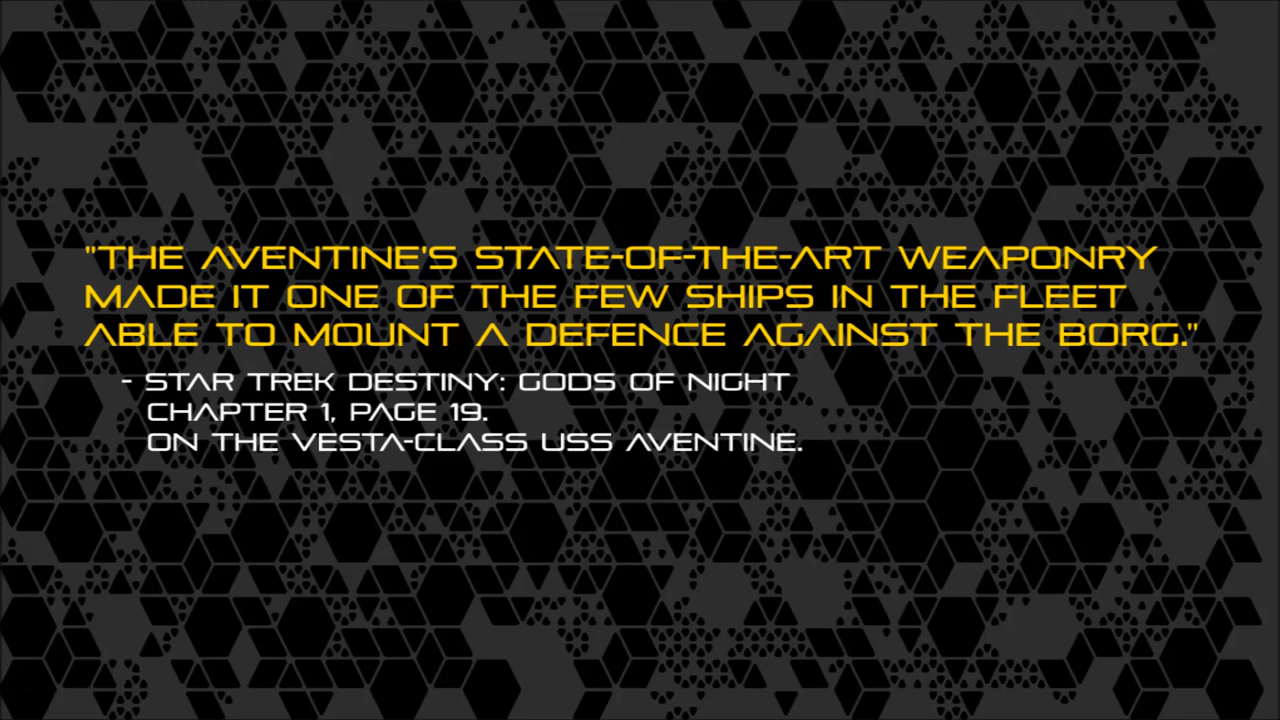 "THE AVENTINE'S STATE-OF-THE-ART WEAPONRY
MADE IT ONE OF THE FEW SHIPS IN THE FLEET
ABLE TO MOUNT A DEFENCE AGAINST THE BORG."
- STAR TREK DESTINY: GODS OF NIGHT
CHAPTER 1, PAGE 19.
ON THE VESTA-CLASS USS AVENTINE.